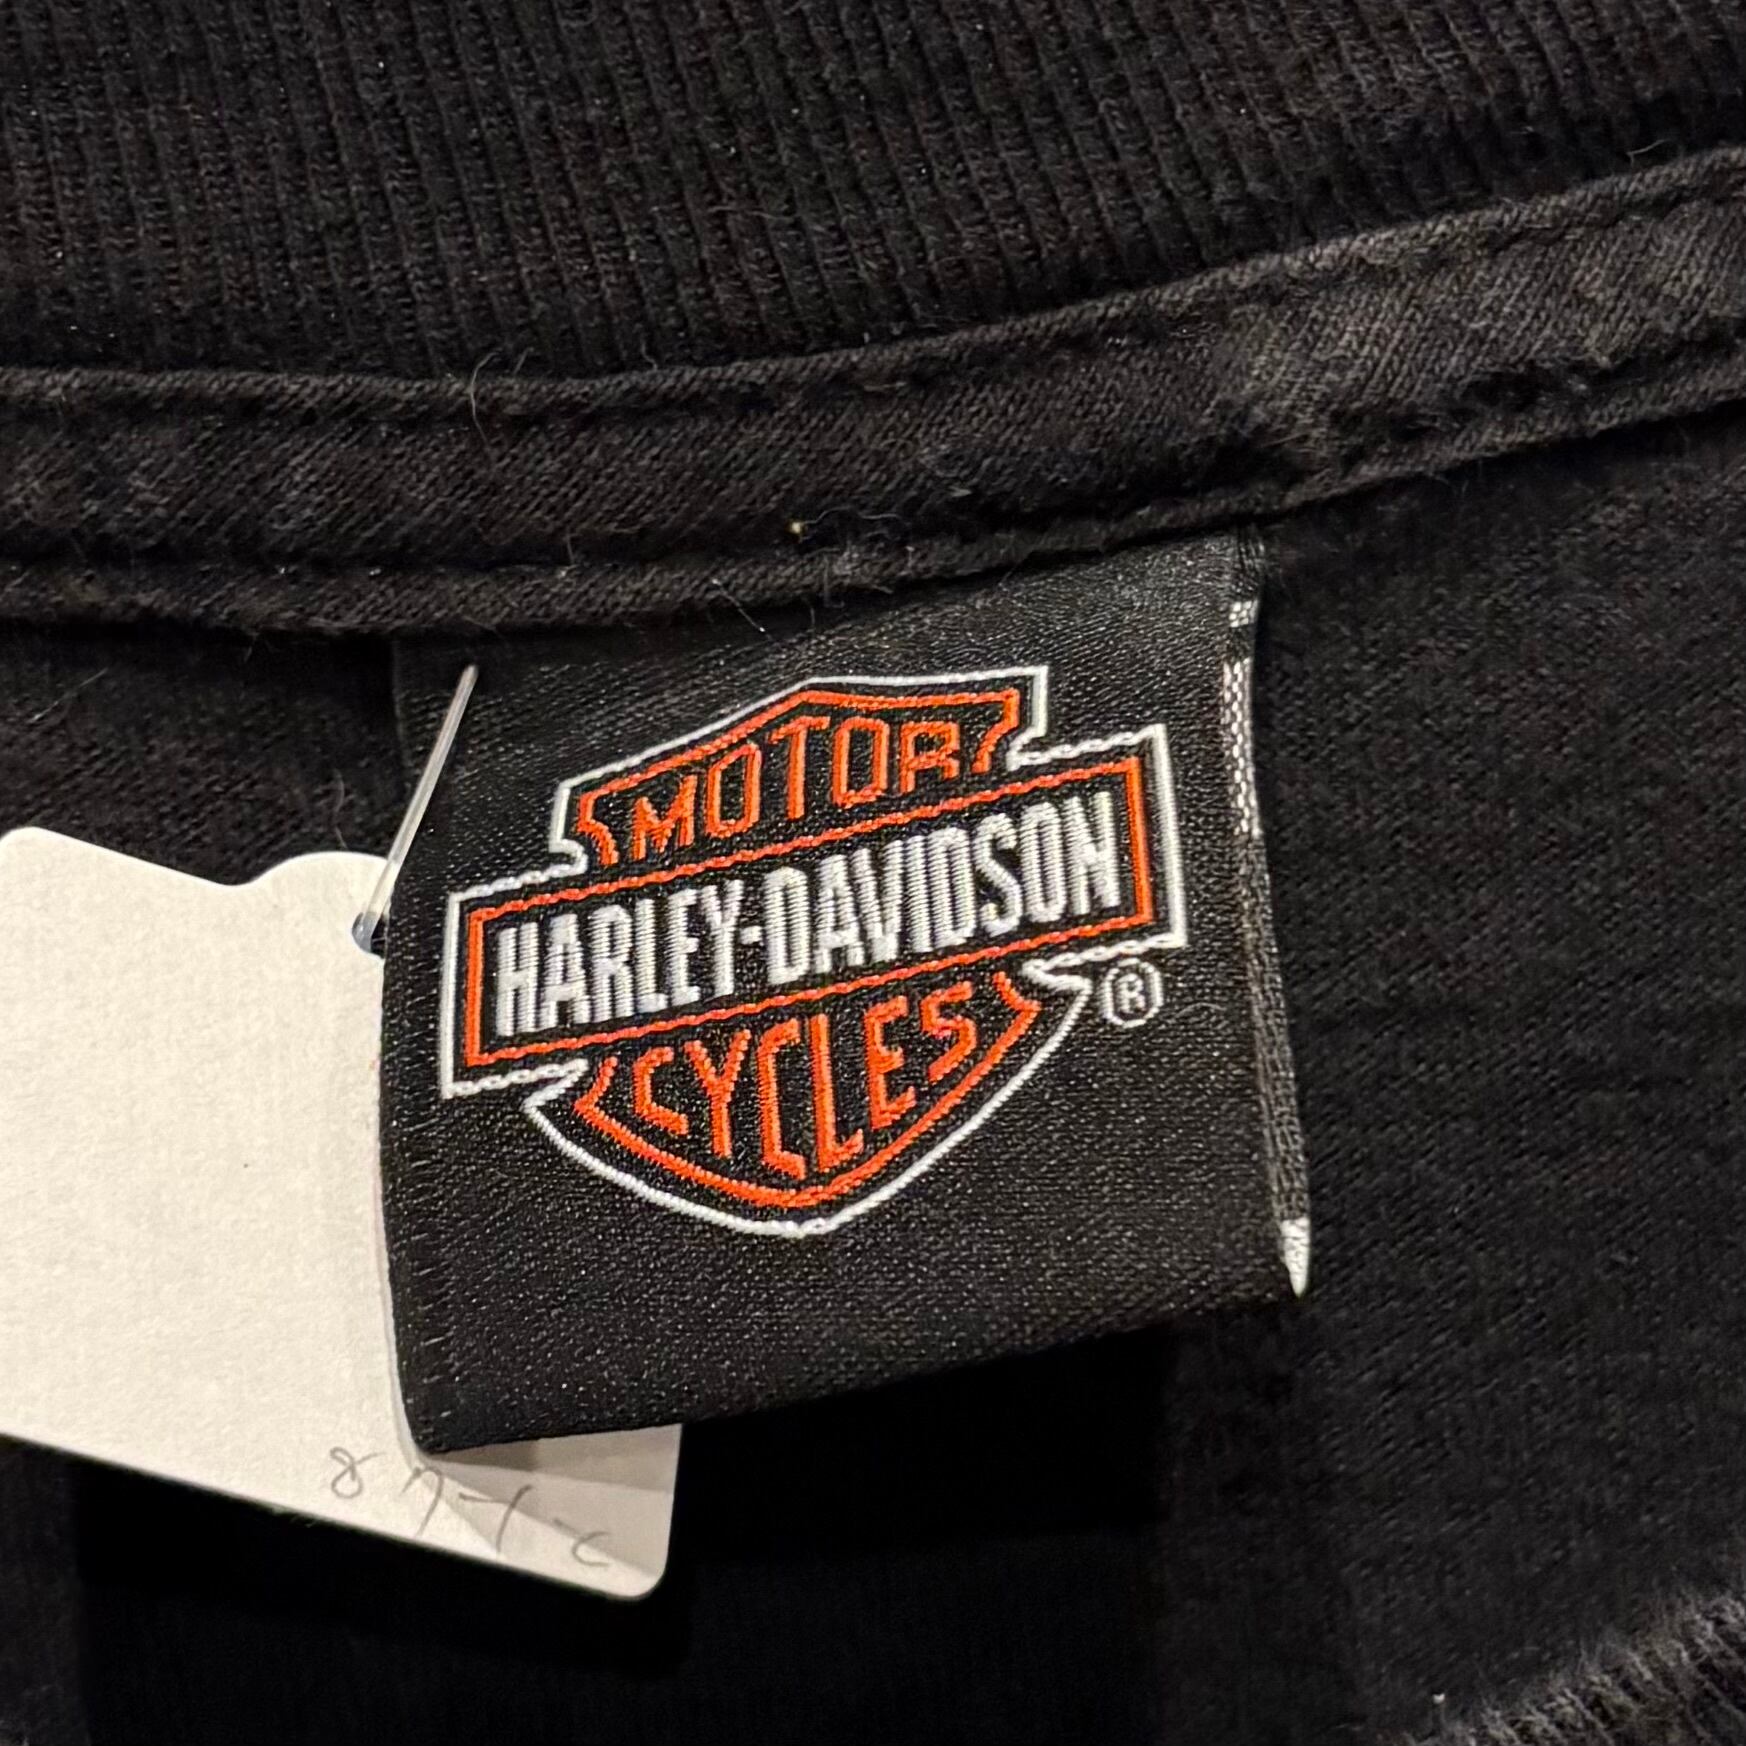 MOTOR
HARLEY-DAVIDSON
CYCLES
®